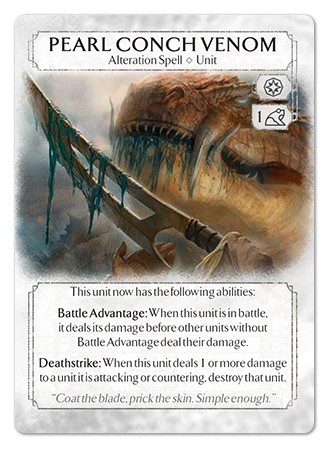 PEARL CONCH VENOM
Alteration Spell ◇ Unit
1
This unit now has the following abilities:
Battle Advantage: When this unit is in battle,
it deals its damage before other units without
Battle Advantage deal their damage.
Deathstrike: When this unit deals 1 or more damage
to a unit it is attacking or countering, destroy that unit.
"Coat the blade, prick the skin. Simple enough."